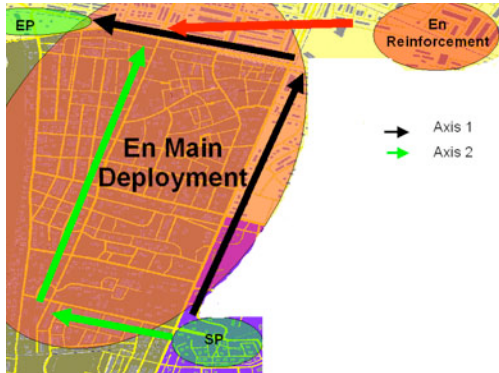 EP
En
Reinforcement
Axis 1
Axis 2
En Main
Deployment
SP